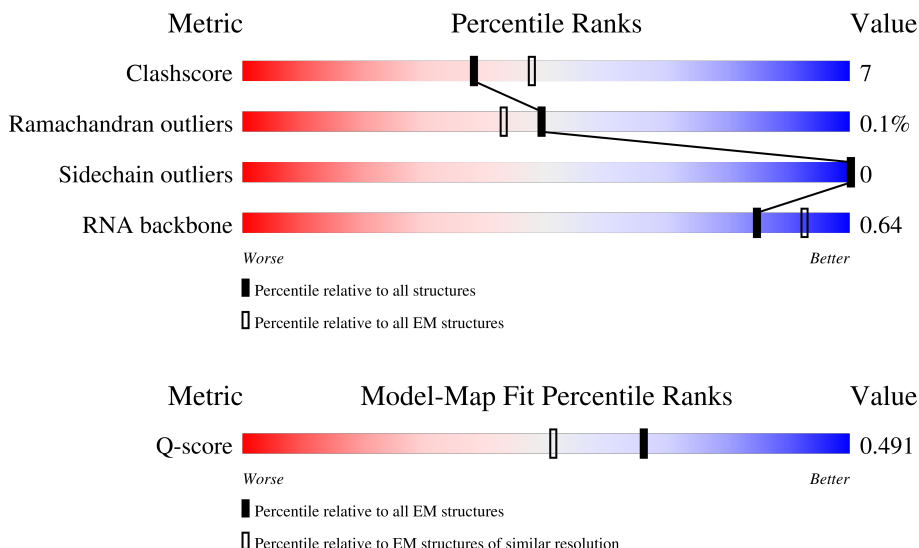 Metric Percentile Ranks Value
Clashscore 7
Ramachandran outliers 0.1%
Sidechain outliers 0
RNA backbone 0.64
Worse Better
Percentile relative to all structures
Percentile relative to all EM structures
Metric Model-Map Fit Percentile Ranks Value
Q-score 0.491
Worse Better
Percentile relative to all EM structures
Percentile relative to EM structures of similar resolution